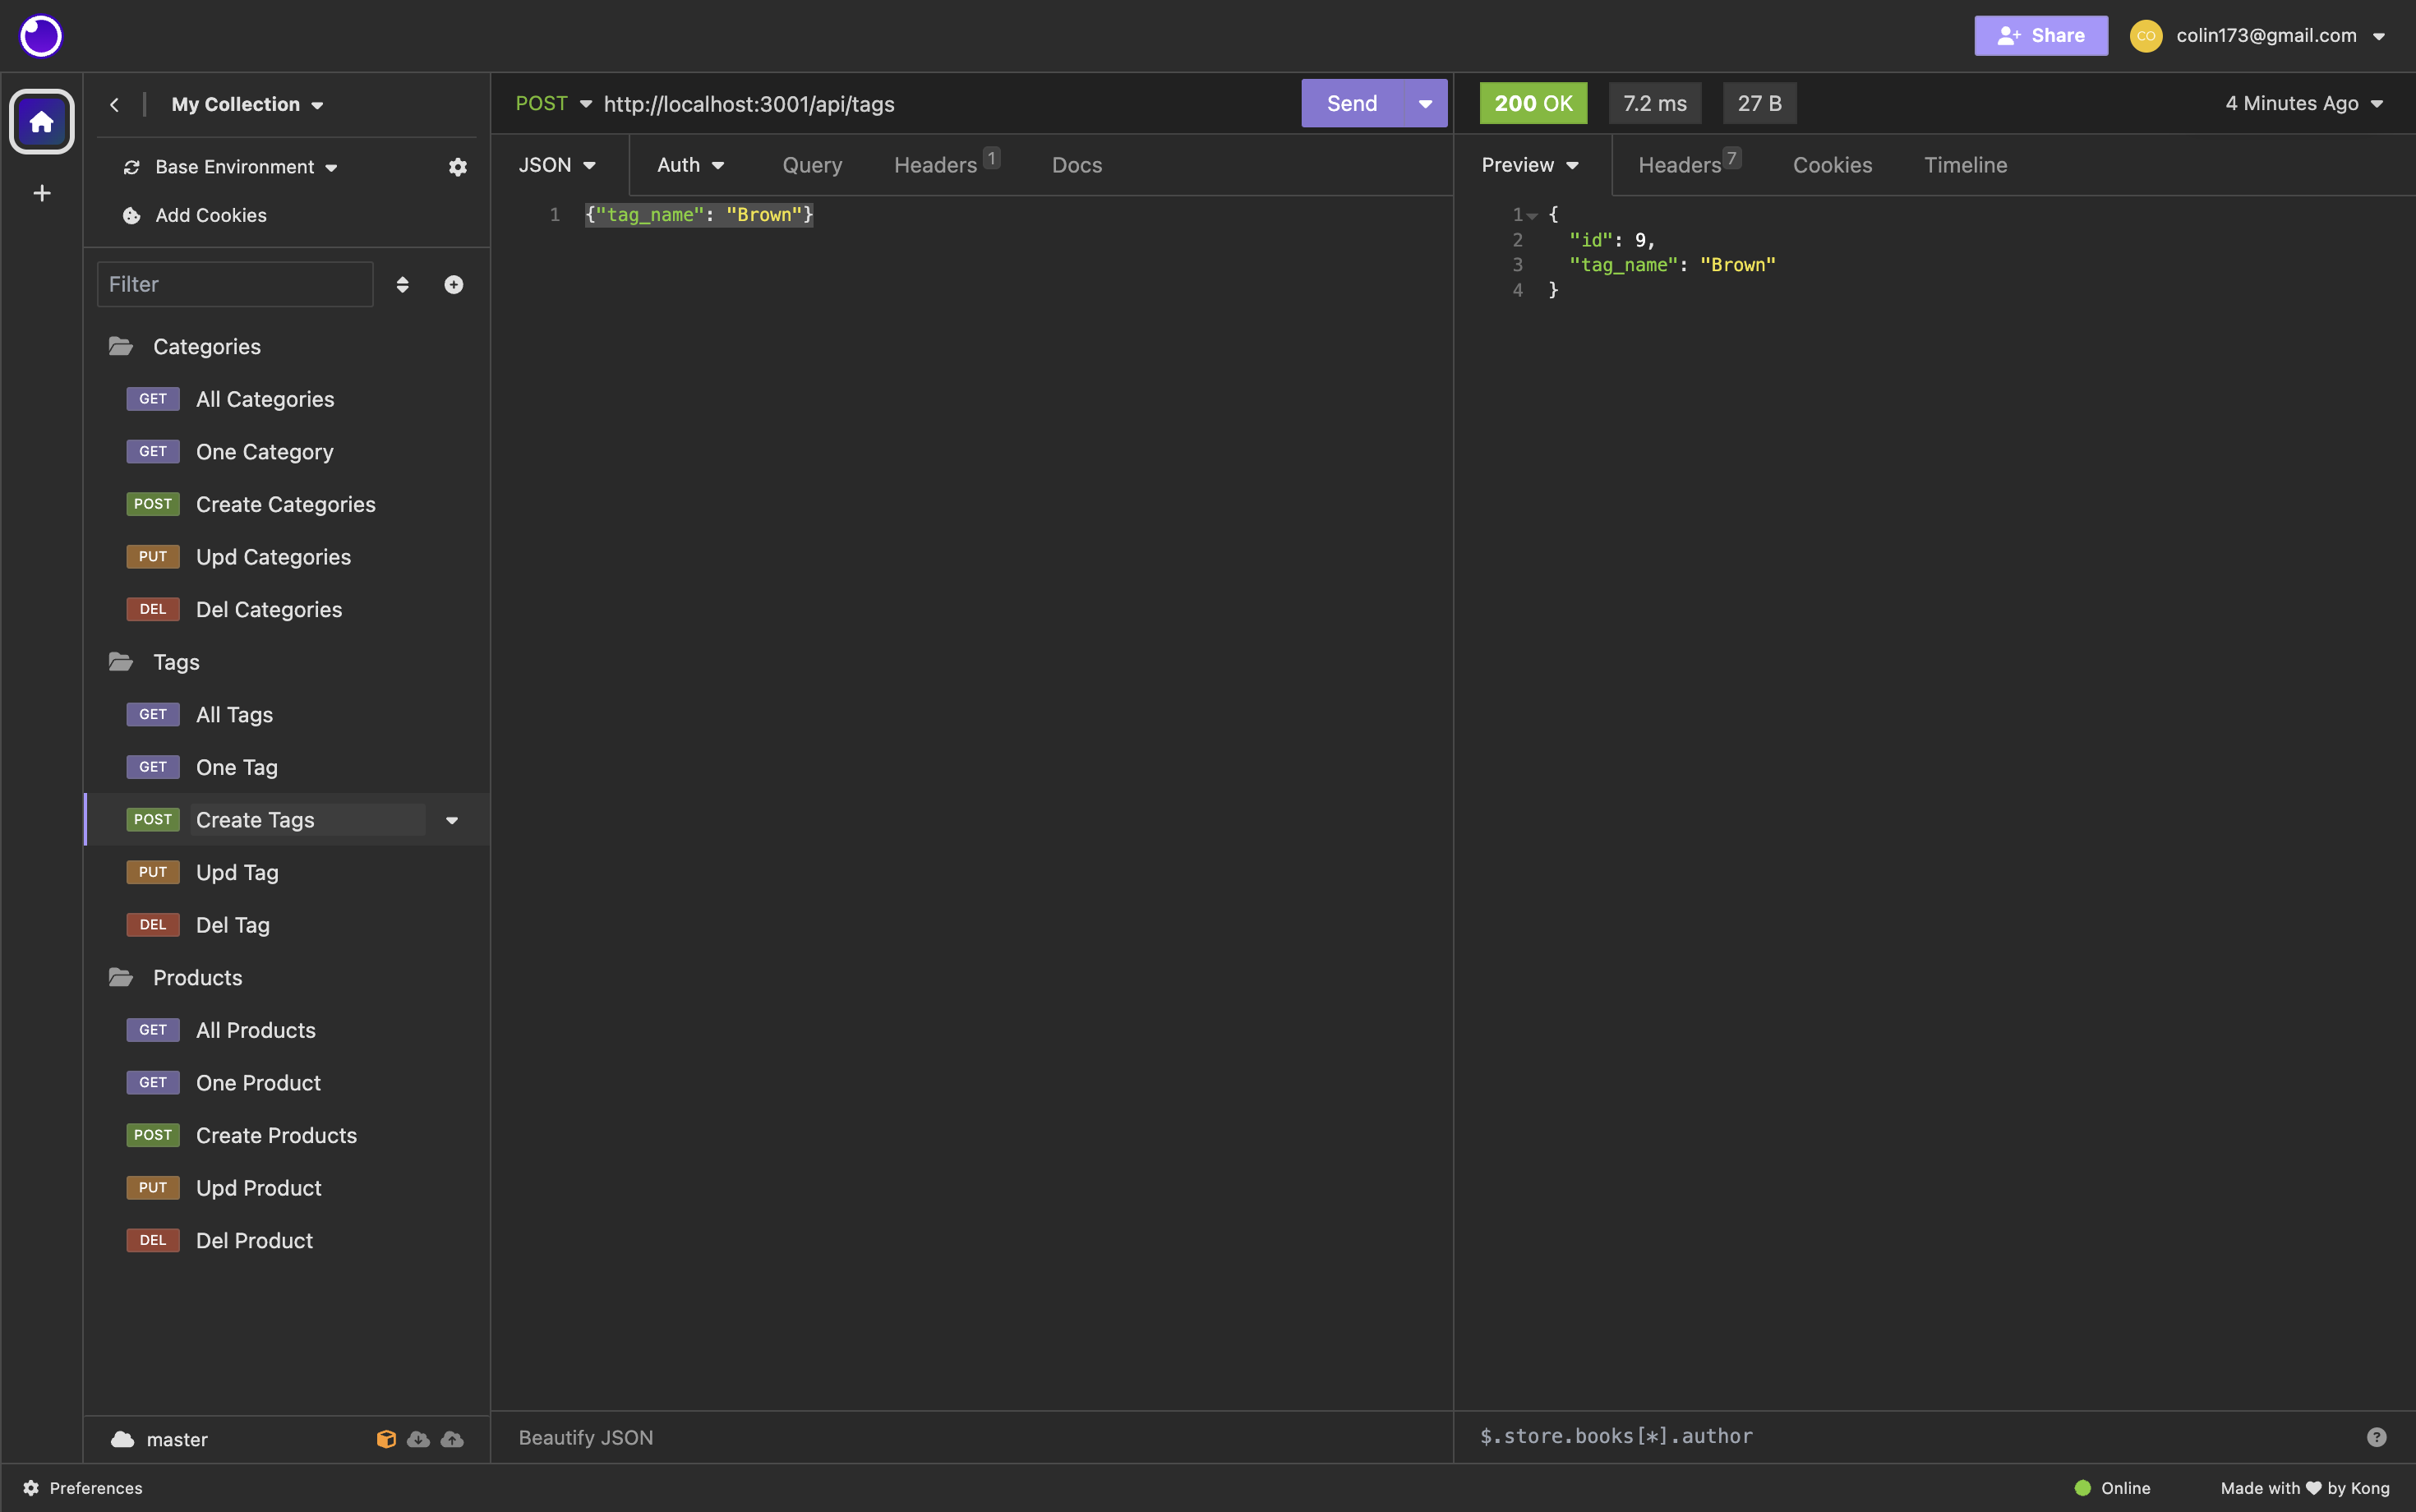 Share
CO
colin173@gmail.com
My Collection
Base Environment
Add Cookies
Filter
Categories
GET All Categories
GET One Category
POST Create Categories
PUT Upd Categories
DEL Del Categories
Tags
GET All Tags
GET One Tag
POST Create Tags
PUT Upd Tag
DEL Del Tag
Products
GET All Products
GET One Product
POST Create Products
PUT Upd Product
DEL Del Product
master
POST http://localhost:3001/api/tags
Send
JSON Auth Query Headers 1 Docs
1 {"tag_name": "Brown"}
Beautify JSON
200 OK 7.2 ms 27 B 4 Minutes Ago
Preview Headers 7 Cookies Timeline
1 {
2 "id": 9,
3 "tag_name": "Brown"
4 }
$.store.books[*].author
?
Preferences
Online
Made with ♥ by Kong